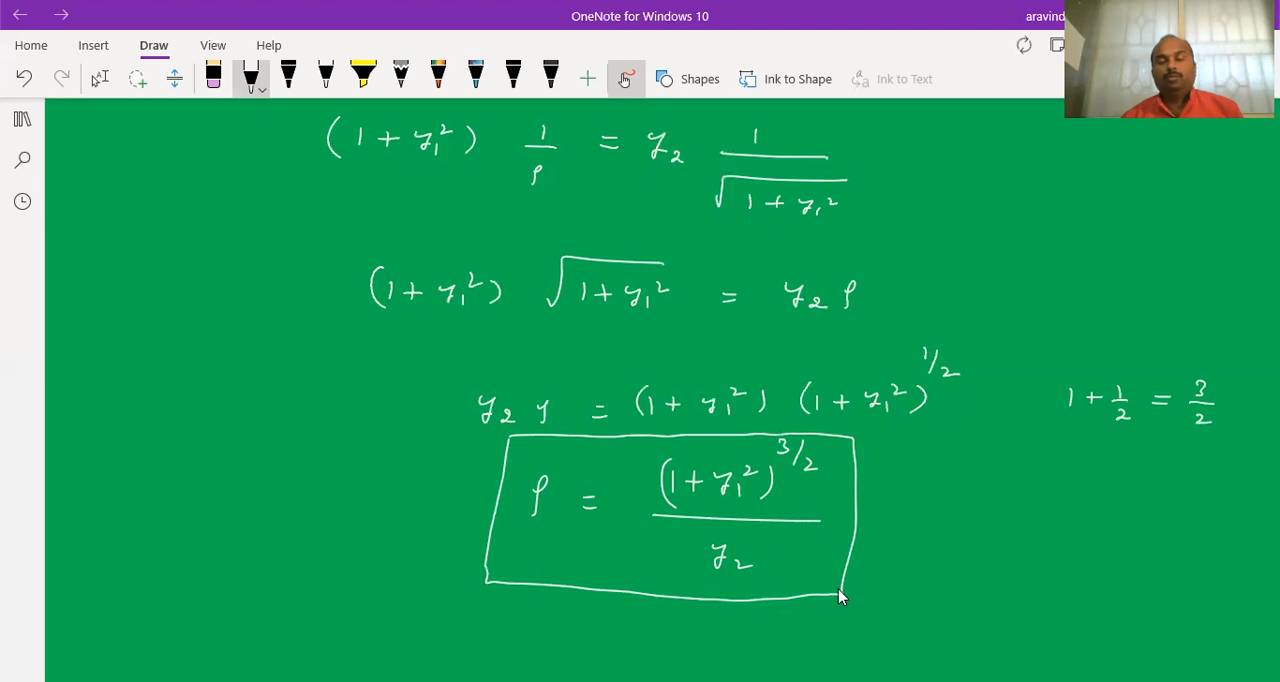 OneNote for Windows 10
aravind
Home Insert Draw View Help
Shapes Ink to Shape Ink to Text
(1 + y₁²) 1/ρ = y₂ 1/√(1 + y₁²)
(1 + y₁²) √(1 + y₁²) = y₂ ρ
y₂ ρ = (1 + y₁²) (1 + y₁²)^1/2 1 + 1/2 = 3/2
ρ = (1 + y₁²)^3/2 / y₂